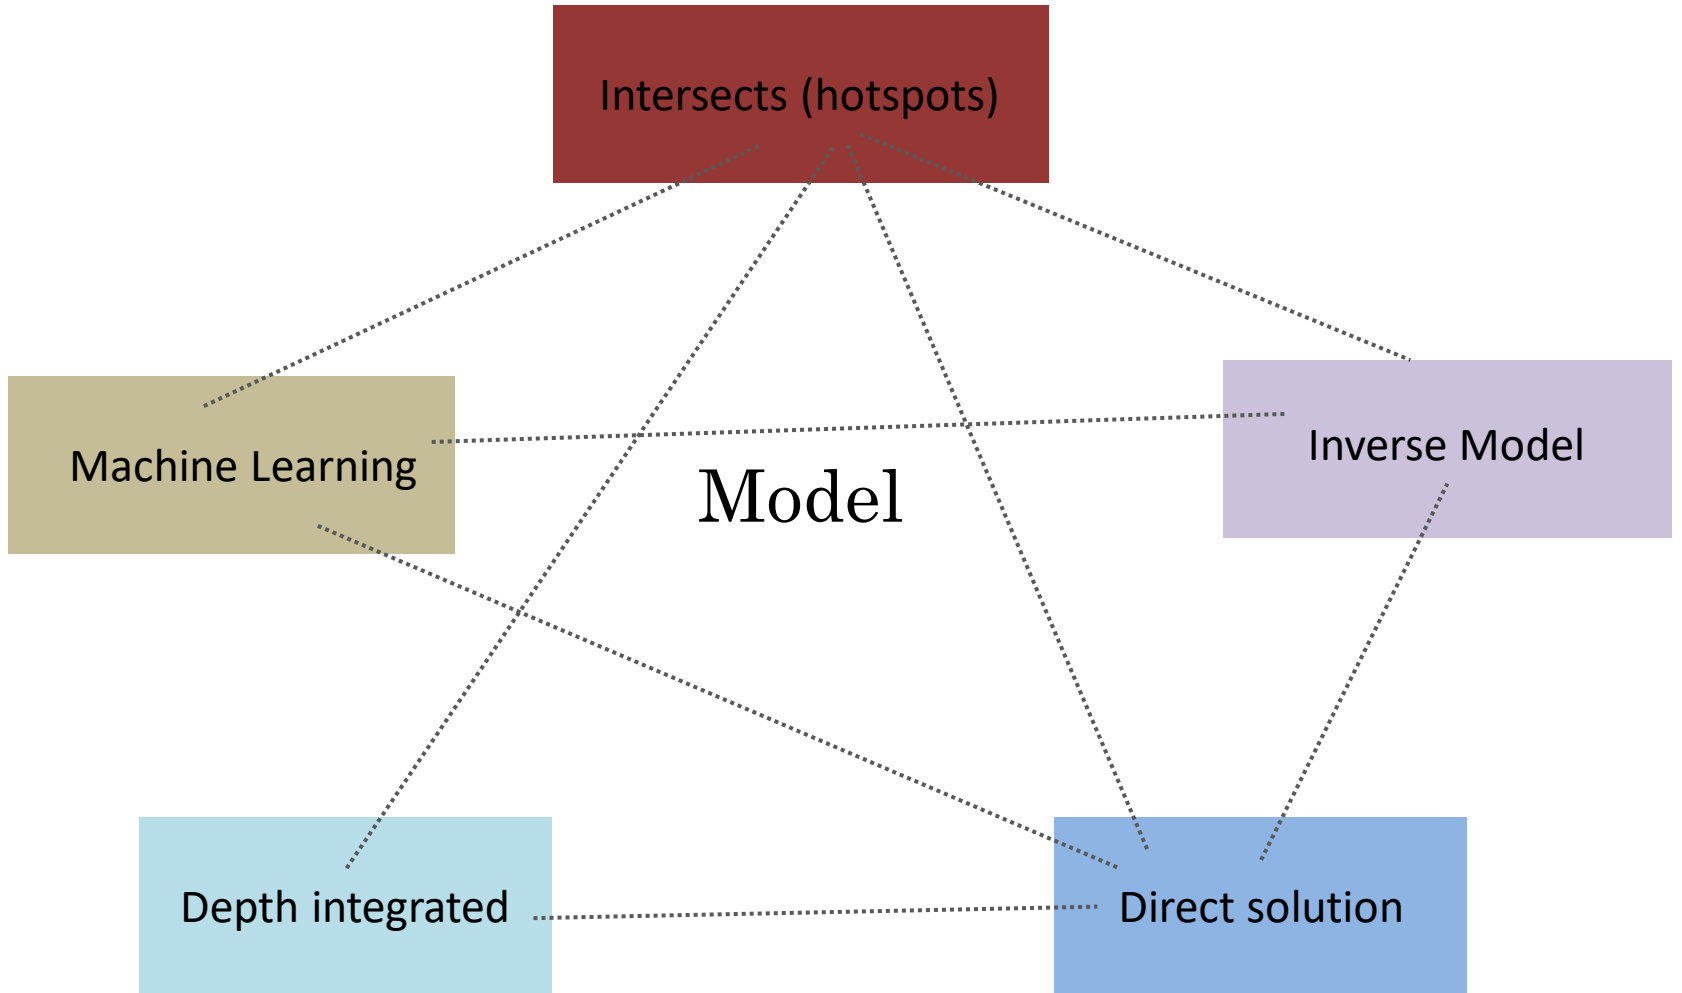 Intersects (hotspots)
Machine Learning
Inverse Model
Model
Depth integrated
Direct solution